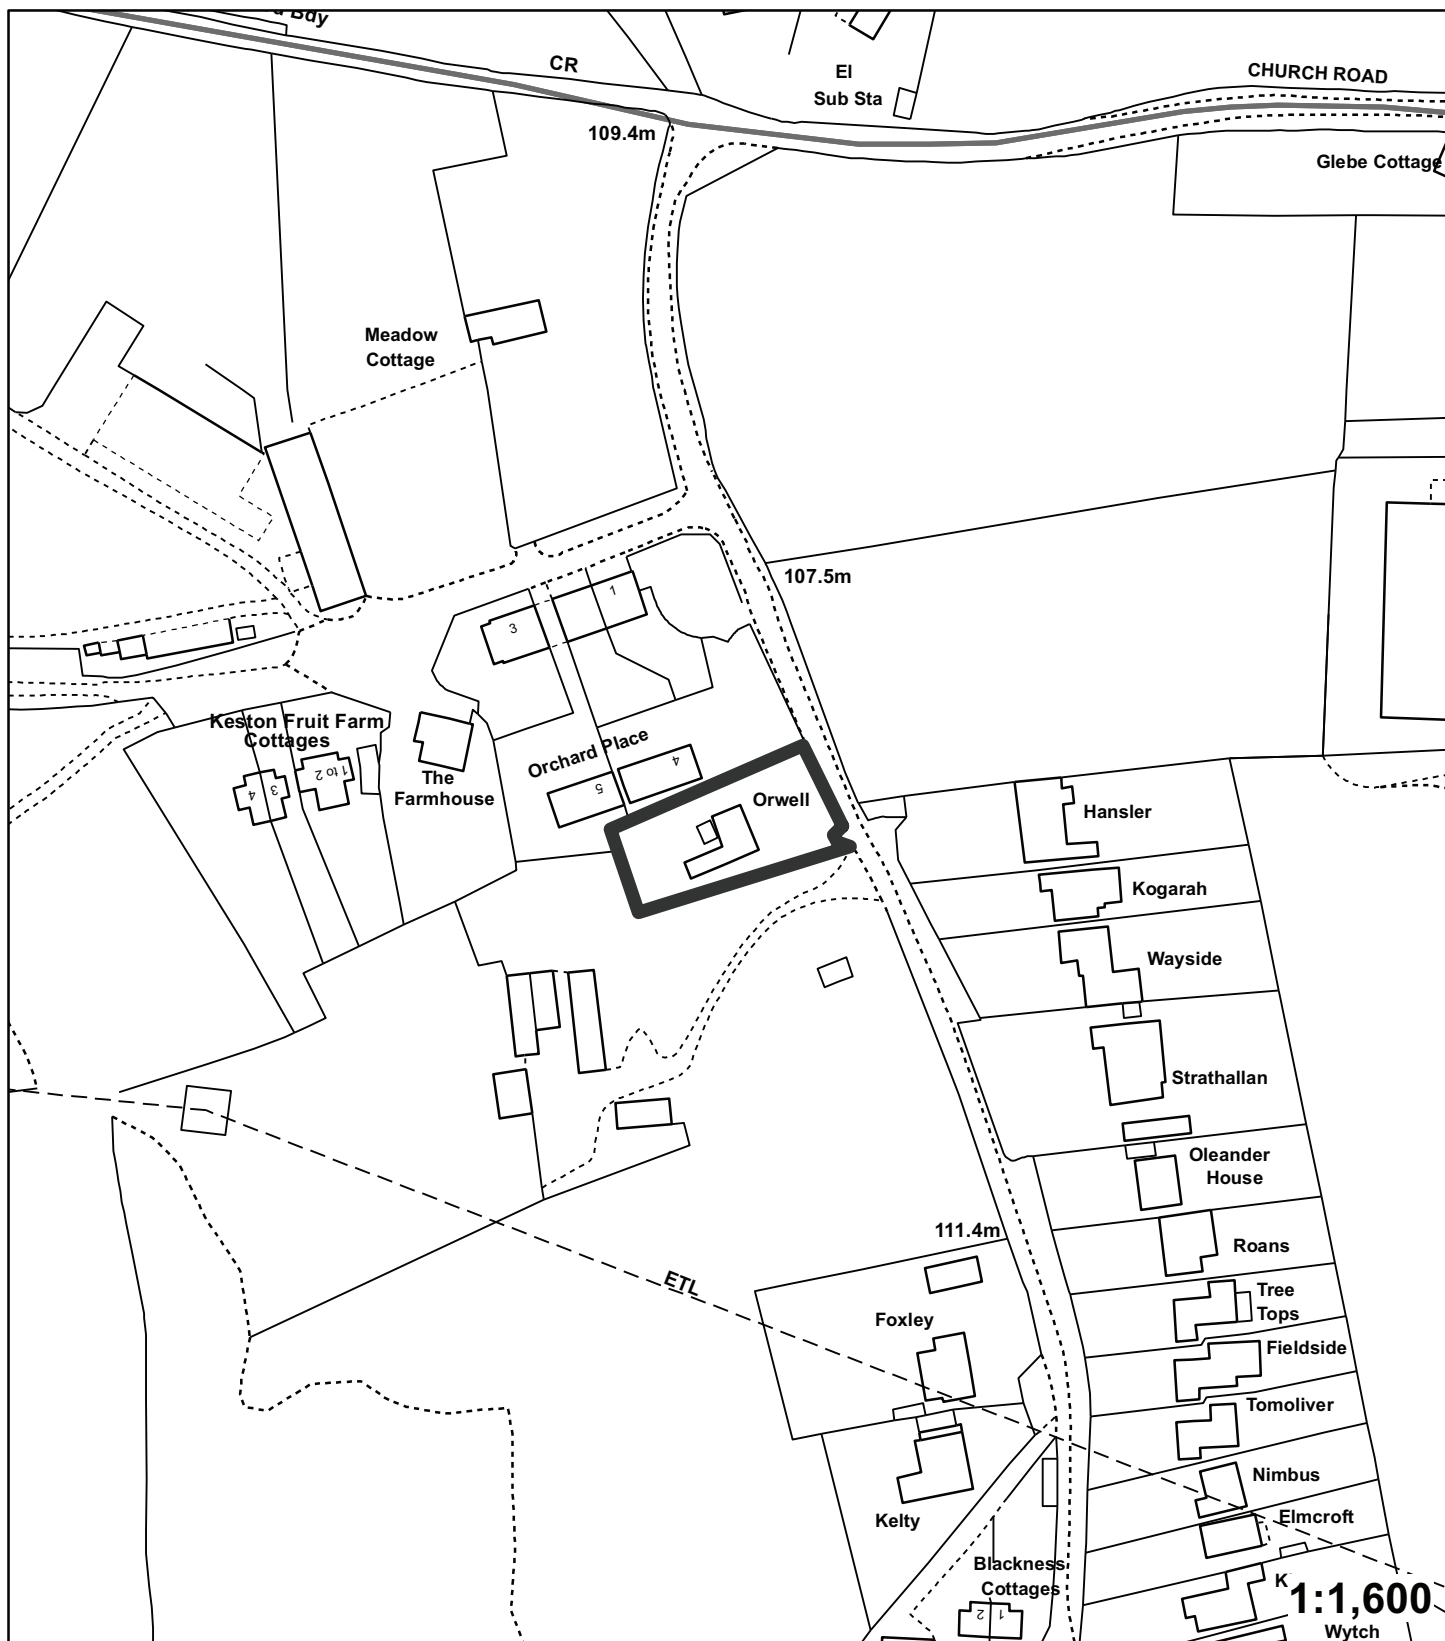 Bdy
CR
El
Sub Sta
CHURCH ROAD
109.4m
Glebe Cottage
Meadow
Cottage
107.5m
1
3
Keston Fruit Farm
Cottages
Orchard Place
The
Farmhouse
1 to 2
3
4
4
5
Orwell
Hansler
Kogarah
Wayside
Strathallan
Oleander
House
111.4m
Roans
ETL
Tree
Tops
Foxley
Fieldside
Tomoliver
Nimbus
Kelty
Elmcroft
Blackness
Cottages
1
2
K
1:1,600
Wytch